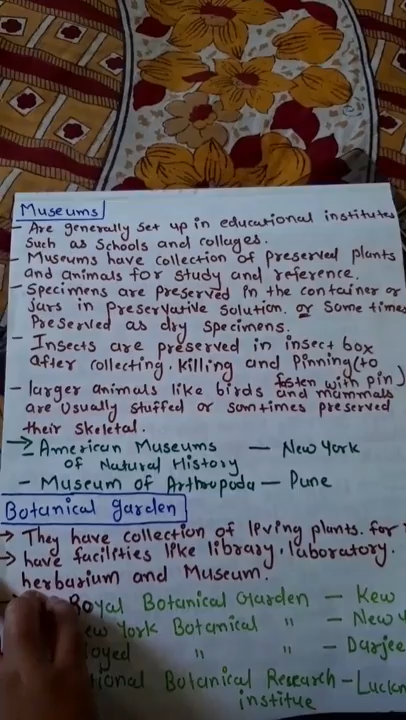 Museums
- Are generally set up in educational institutes
such as schools and collages.
- Museums have collection of preserved plants
and animals for study and reference.
- Specimens are preserved in the container or
jars in preservative solution. or some times
Preserved as dry specimens.
- Insects are preserved in insect box
after collecting, killing and pinning (to
fasten with pin)
- larger animals like birds and mammals
are usually stuffed or somtimes preserved
their skeletal.
→ American Museums — New York
of Natural History
- Museum of Arthropoda — Pune
Botanical garden
→ They have collection of leving plants. for
→ have facilities like library, laboratory.
herbarium and Museum.
Royal Botanical Garden — Kew
York Botanical " — New
" " —
Botanical Research -
institue